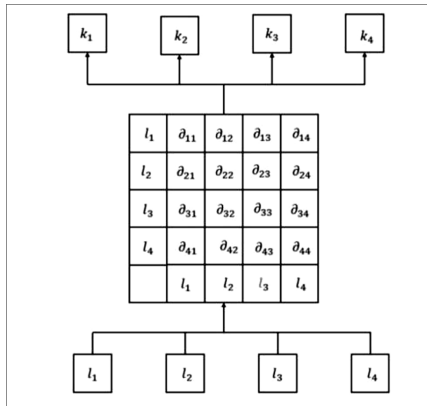 k₁ k₂ k₃ k₄
l₁ ∂₁₁ ∂₁₂ ∂₁₃ ∂₁₄
l₂ ∂₂₁ ∂₂₂ ∂₂₃ ∂₂₄
l₃ ∂₃₁ ∂₃₂ ∂₃₃ ∂₃₄
l₄ ∂₄₁ ∂₄₂ ∂₄₃ ∂₄₄
l₁ l₂ l₃ l₄
l₁ l₂ l₃ l₄